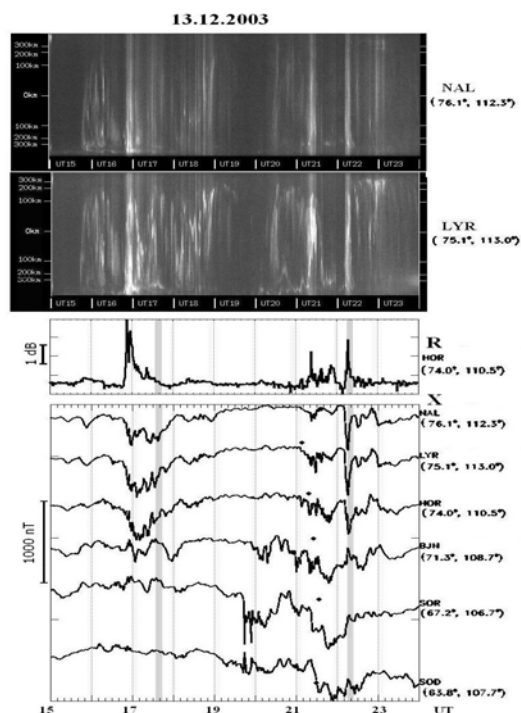 13.12.2003
300km
200km
100km
0km
100km
200km
300km
NAL
(76.1°, 112.3°)
UT15 UT16 UT17 UT18 UT19 UT20 UT21 UT22 UT23
300km
200km
100km
0km
100km
200km
300km
LYR
(75.1°, 113.0°)
UT15 UT16 UT17 UT18 UT19 UT20 UT21 UT22 UT23
1 dB
R
HOR
(74.0°, 110.5°)
X
NAL
(76.1°, 112.3°)
LYR
(75.1°, 113.0°)
HOR
(74.0°, 110.5°)
1000 nT
BJH
(71.3°, 108.7°)
SOR
(67.2°, 106.7°)
SOD
(63.8°, 107.7°)
15 17 19 21 23 UT